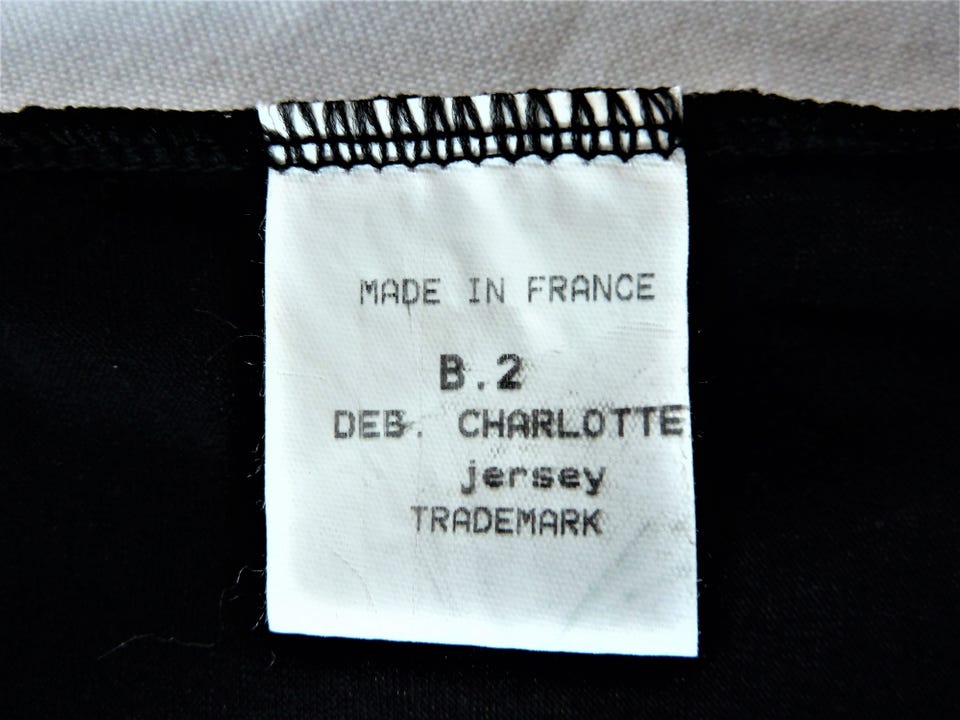 MADE IN FRANCE
B.2
DEB. CHARLOTTE
jersey
TRADEMARK